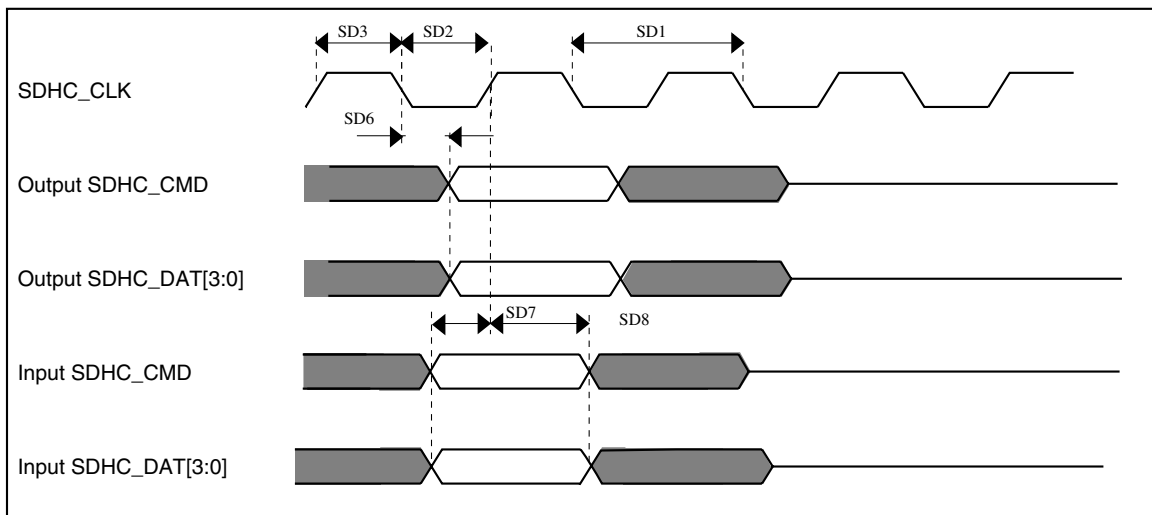 SD3 SD2 SD1
SDHC_CLK
SD6
Output SDHC_CMD
Output SDHC_DAT[3:0]
SD7 SD8
Input SDHC_CMD
Input SDHC_DAT[3:0]